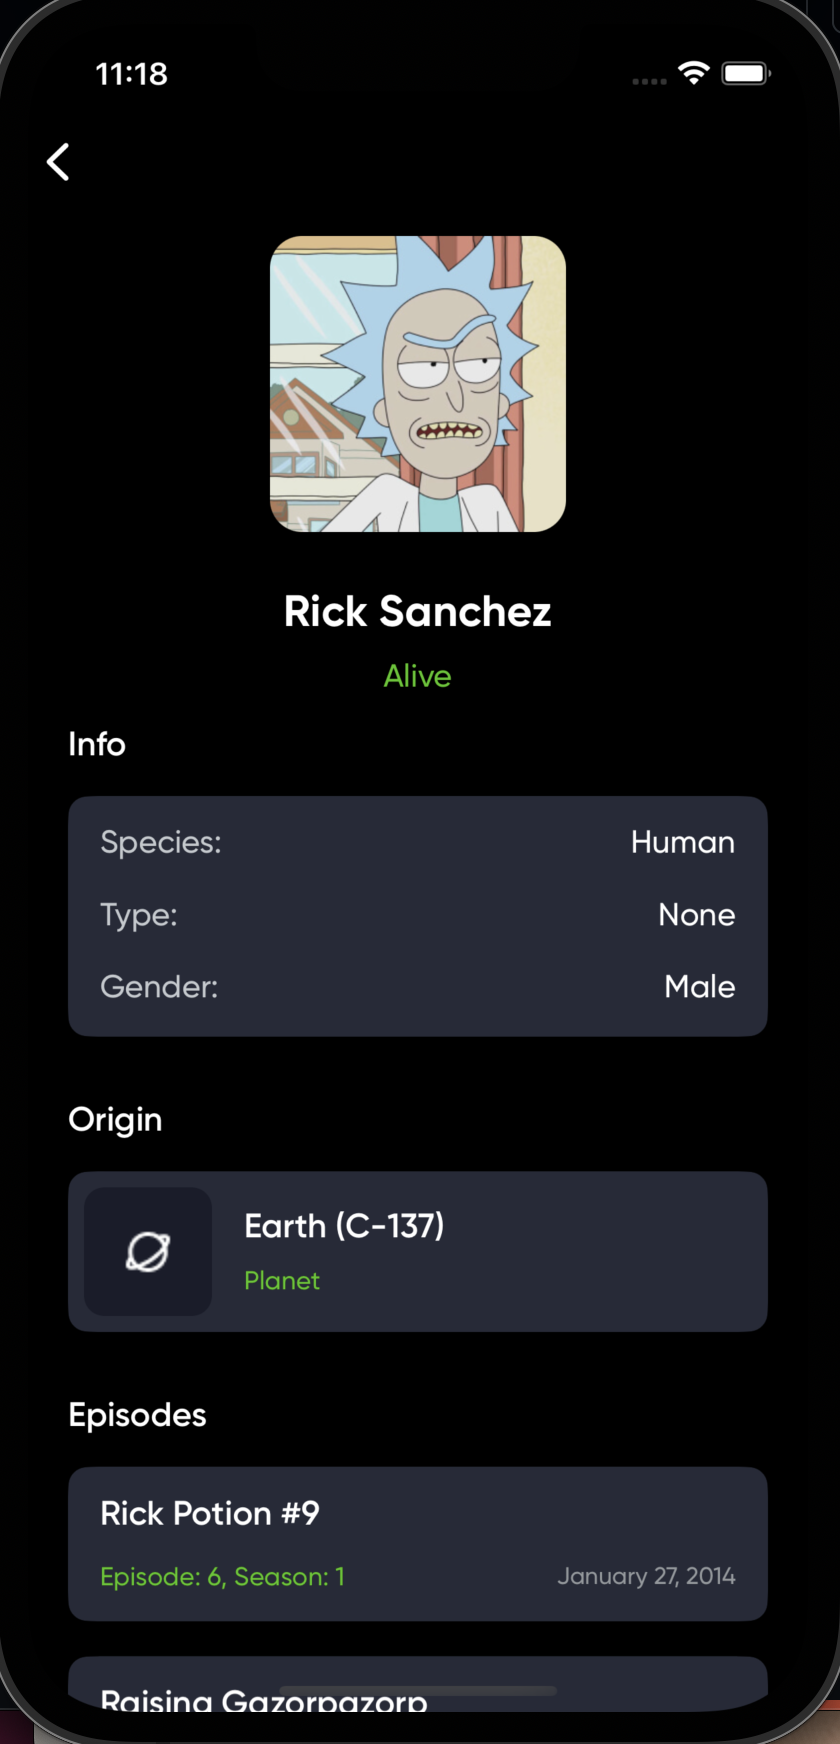 11:18
Rick Sanchez
Alive
Info
Species: Human
Type: None
Gender: Male
Origin
Earth (C-137)
Planet
Episodes
Rick Potion #9
Episode: 6, Season: 1 January 27, 2014
Raising Gazorpazorp